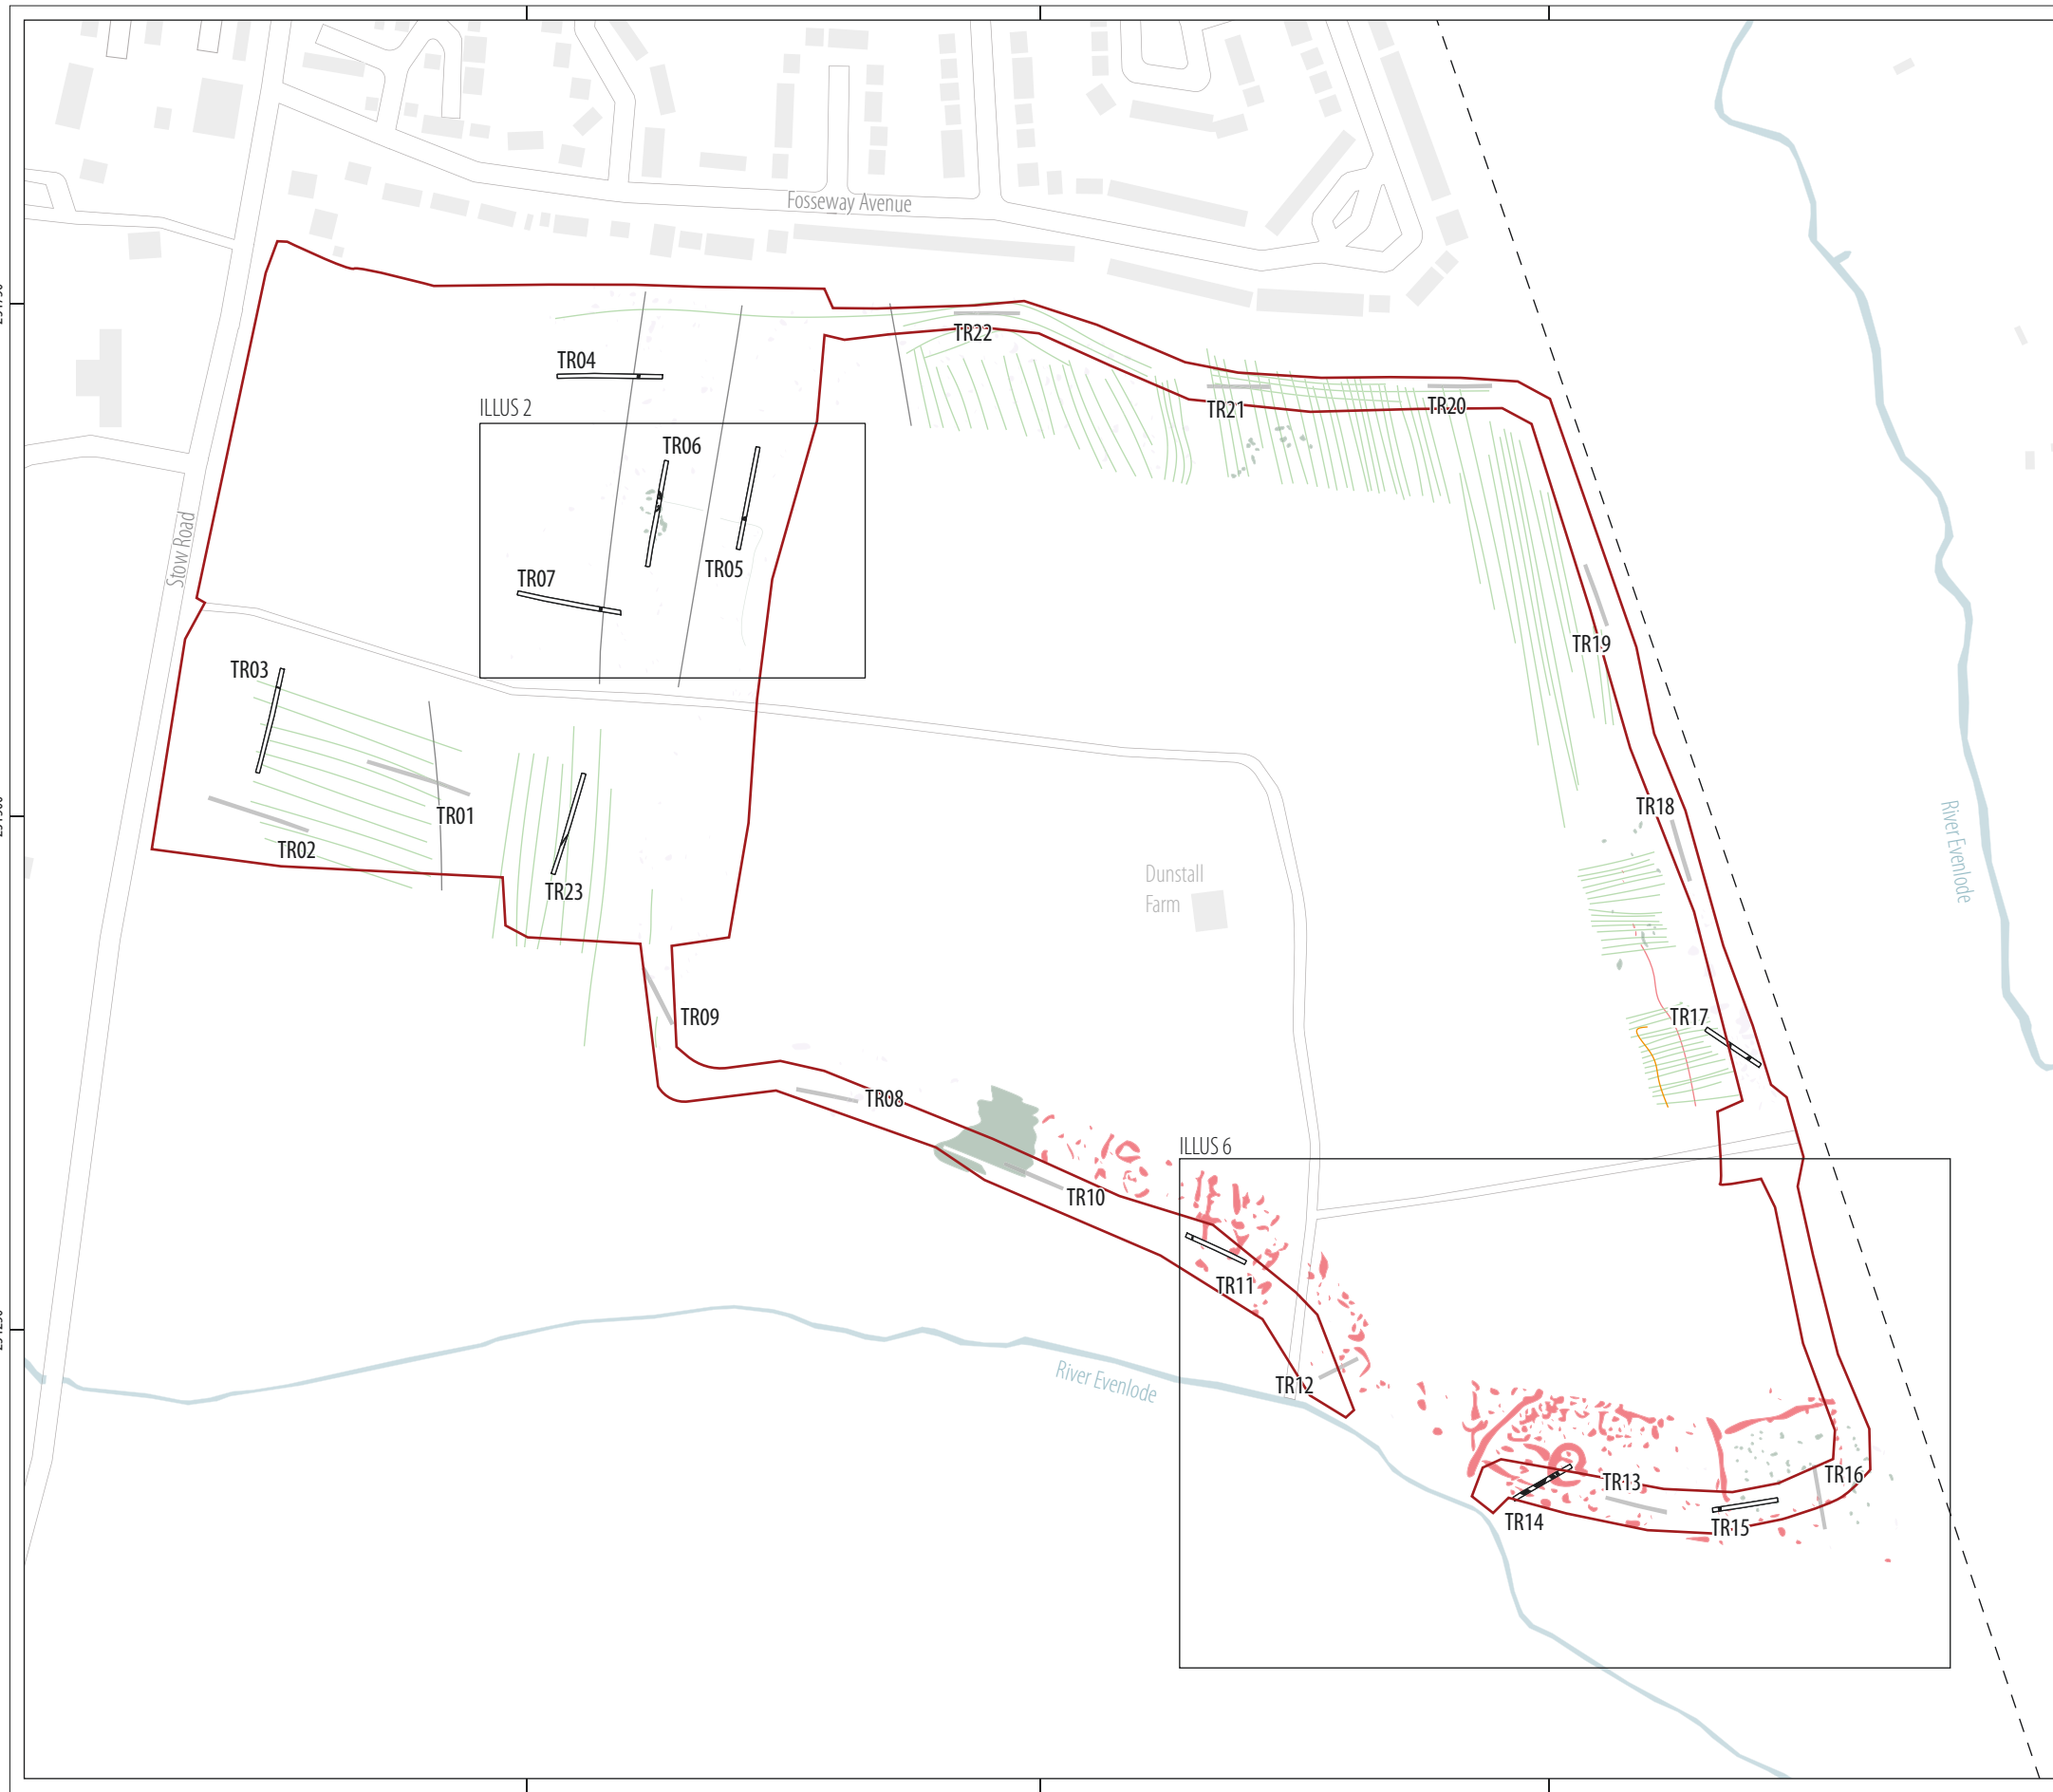 Fosseway Avenue
TR22
TR04
ILLUS 2
TR21
TR20
TR06
TR05
TR07
Stow Road
TR19
TR03
TR01
TR02
TR18
River Evenlode
Dunstall
Farm
TR23
TR09
TR17
TR08
ILLUS 6
TR10
TR11
River Evenlode
TR12
TR13
TR16
TR14
TR15